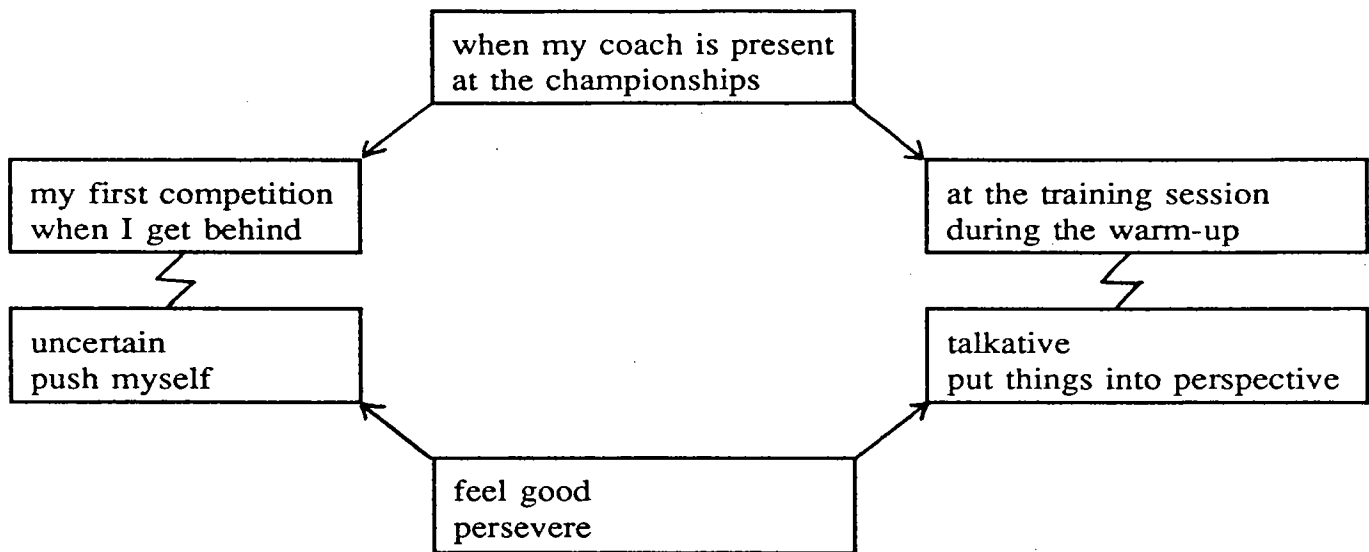 when my coach is present
at the championships
my first competition
when I get behind
at the training session
during the warm-up
uncertain
push myself
talkative
put things into perspective
feel good
persevere